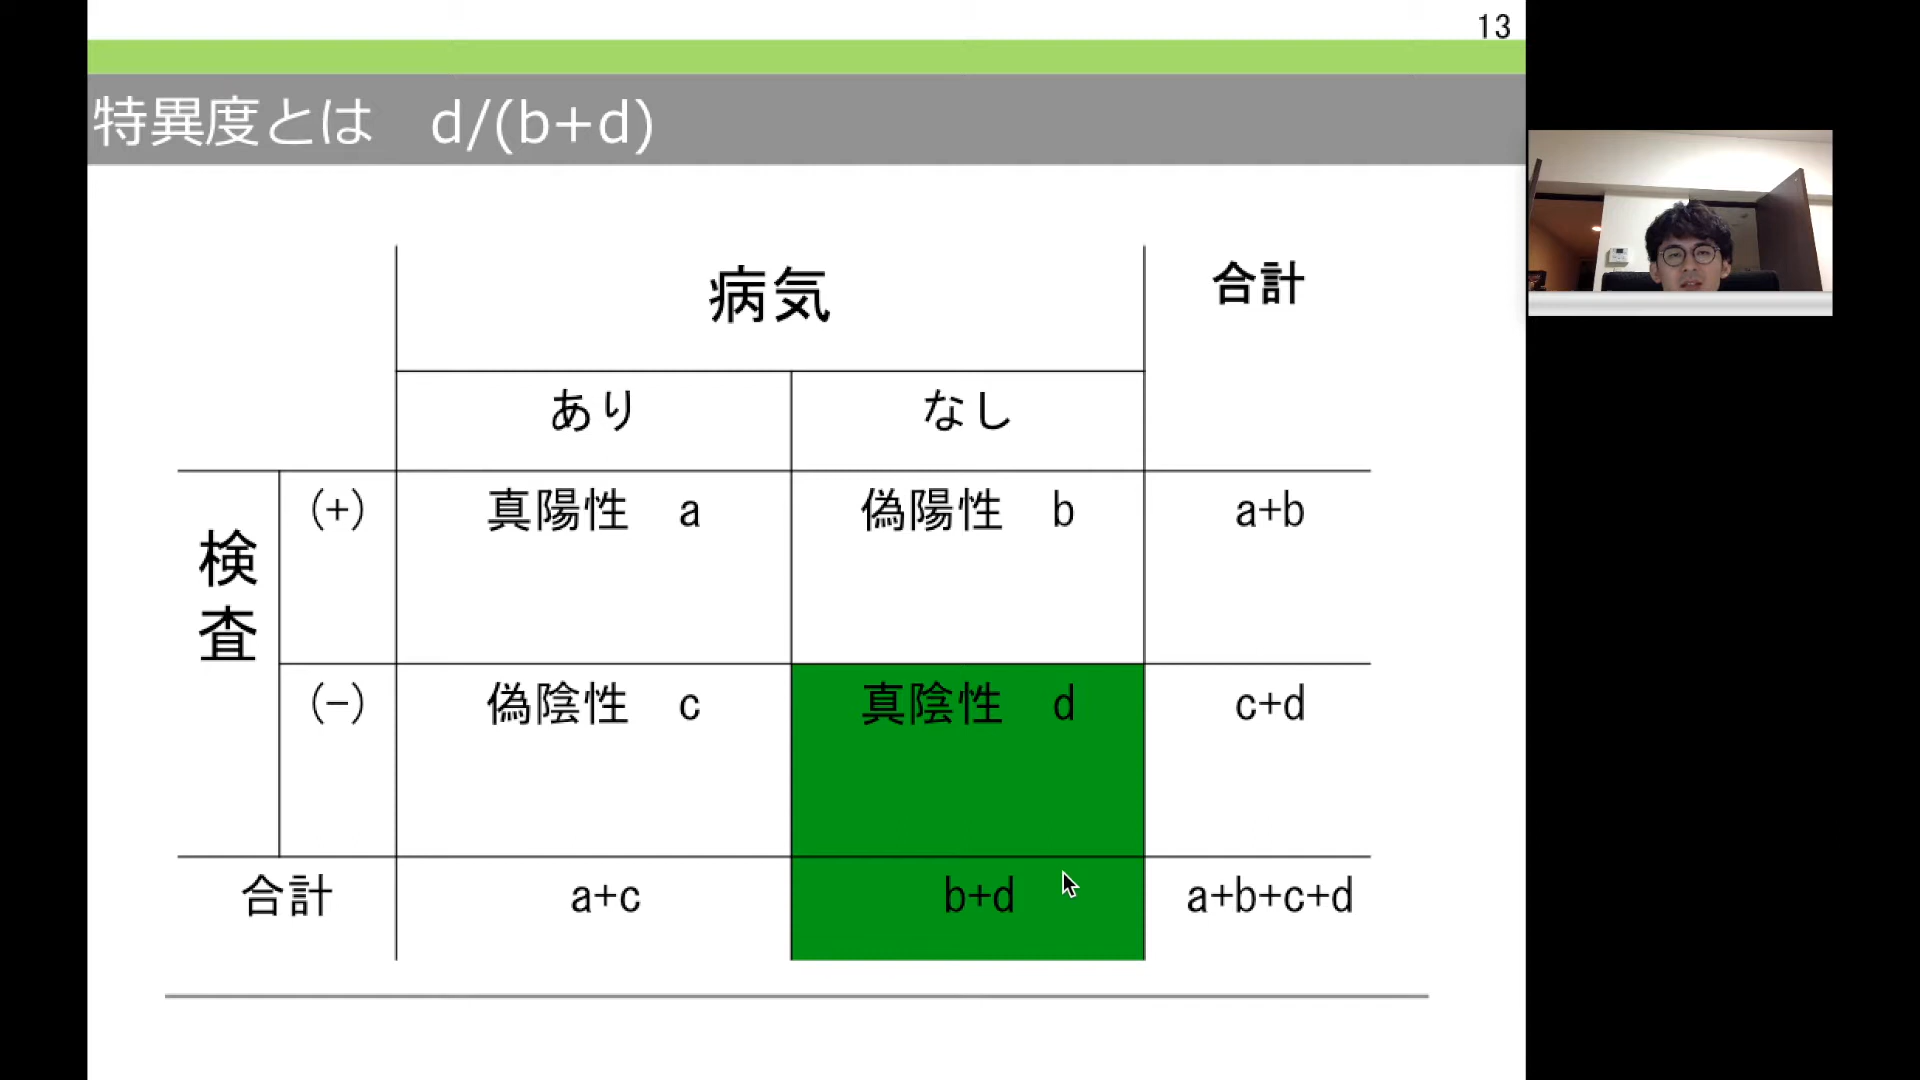 13
特異度とは　d/(b+d)
病気
合計
あり
なし
検査
(+)
真陽性　a
偽陽性　b
a+b
(−)
偽陰性　c
真陰性　d
c+d
合計
a+c
b+d
a+b+c+d